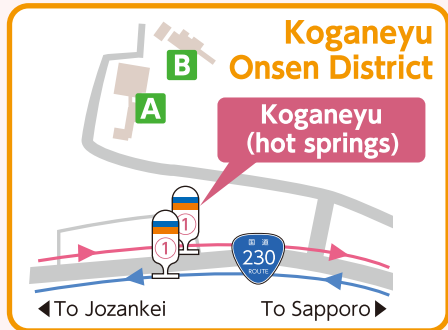 Koganeyu
Onsen District
B
A
Koganeyu
(hot springs)
1
1
国道
230
ROUTE
◀To Jozankei
To Sapporo▶